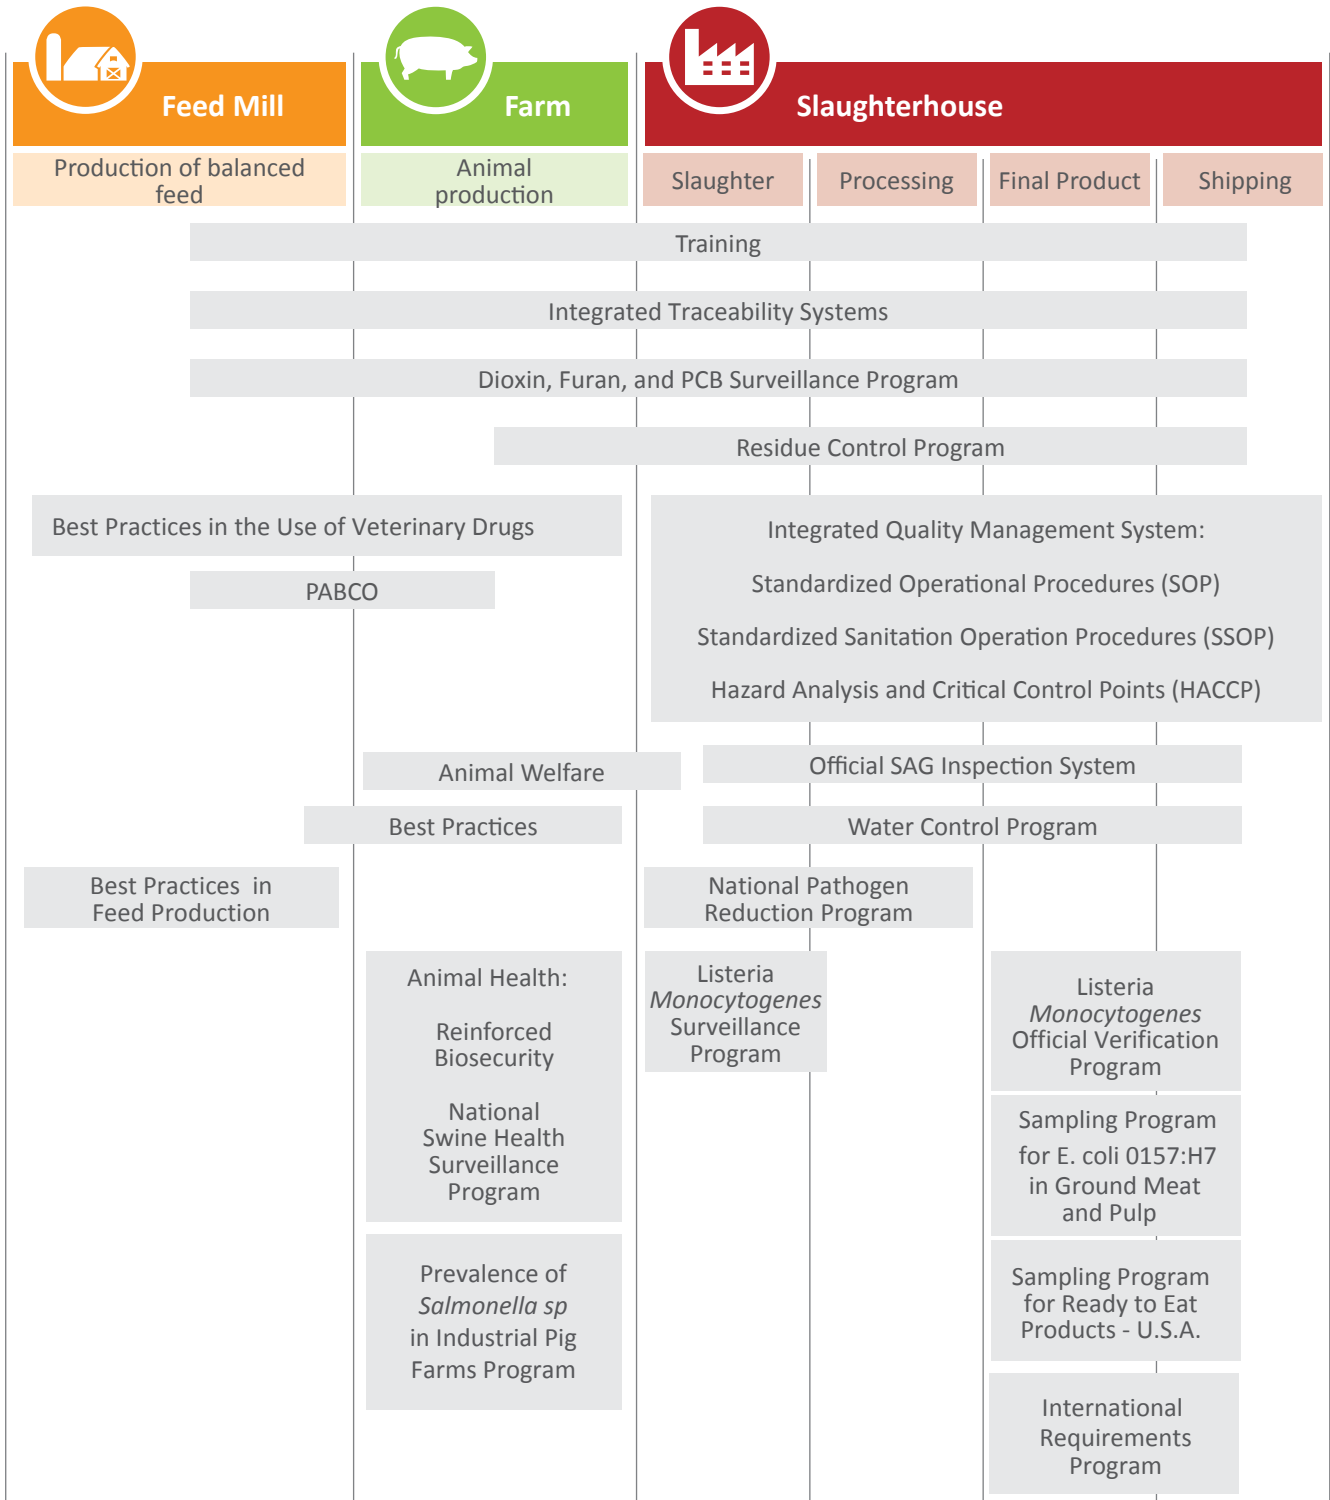 Feed Mill
Farm
Slaughterhouse
Production of balanced
feed
Animal
production
Slaughter
Processing
Final Product
Shipping
Training
Integrated Traceability Systems
Dioxin, Furan, and PCB Surveillance Program
Residue Control Program
Best Practices in the Use of Veterinary Drugs
PABCO
Integrated Quality Management System:
Standardized Operational Procedures (SOP)
Standardized Sanitation Operation Procedures (SSOP)
Hazard Analysis and Critical Control Points (HACCP)
Animal Welfare
Official SAG Inspection System
Best Practices
Water Control Program
Best Practices in
Feed Production
National Pathogen
Reduction Program
Animal Health:
Reinforced
Biosecurity
National
Swine Health
Surveillance
Program
Listeria
Monocytogenes
Surveillance
Program
Listeria
Monocytogenes
Official Verification
Program
Sampling Program
for E. coli 0157:H7
in Ground Meat
and Pulp
Prevalence of
Salmonella sp
in Industrial Pig
Farms Program
Sampling Program
for Ready to Eat
Products - U.S.A.
International
Requirements
Program